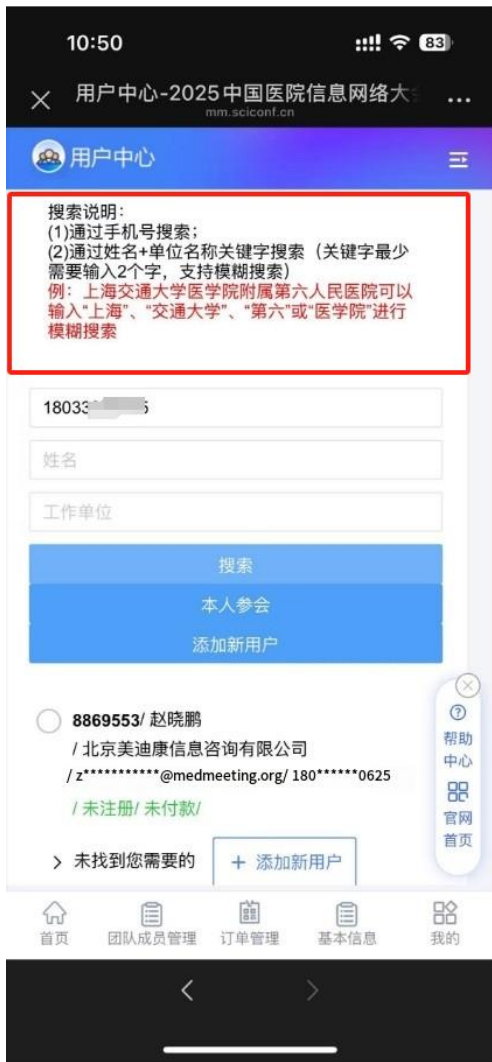 10:50
83
用户中心-2025中国医院信息网络大
mm.sciconf.cn
用户中心
搜索说明：
(1)通过手机号搜索；
(2)通过姓名+单位名称关键字搜索（关键字最少
需要输入2个字，支持模糊搜索）
例：上海交通大学医学院附属第六人民医院可以
输入“上海”、“交通大学”、“第六”或“医学院”进行
模糊搜索
18033
姓名
工作单位
搜索
本人参会
添加新用户
8869553/ 赵晓鹏
/ 北京美迪康信息咨询有限公司
/ z***********@medmeeting.org/ 180******0625
/ 未注册/ 未付款/
帮助
中心
官网
首页
未找到您需要的
+ 添加新用户
首页
团队成员管理
订单管理
基本信息
我的